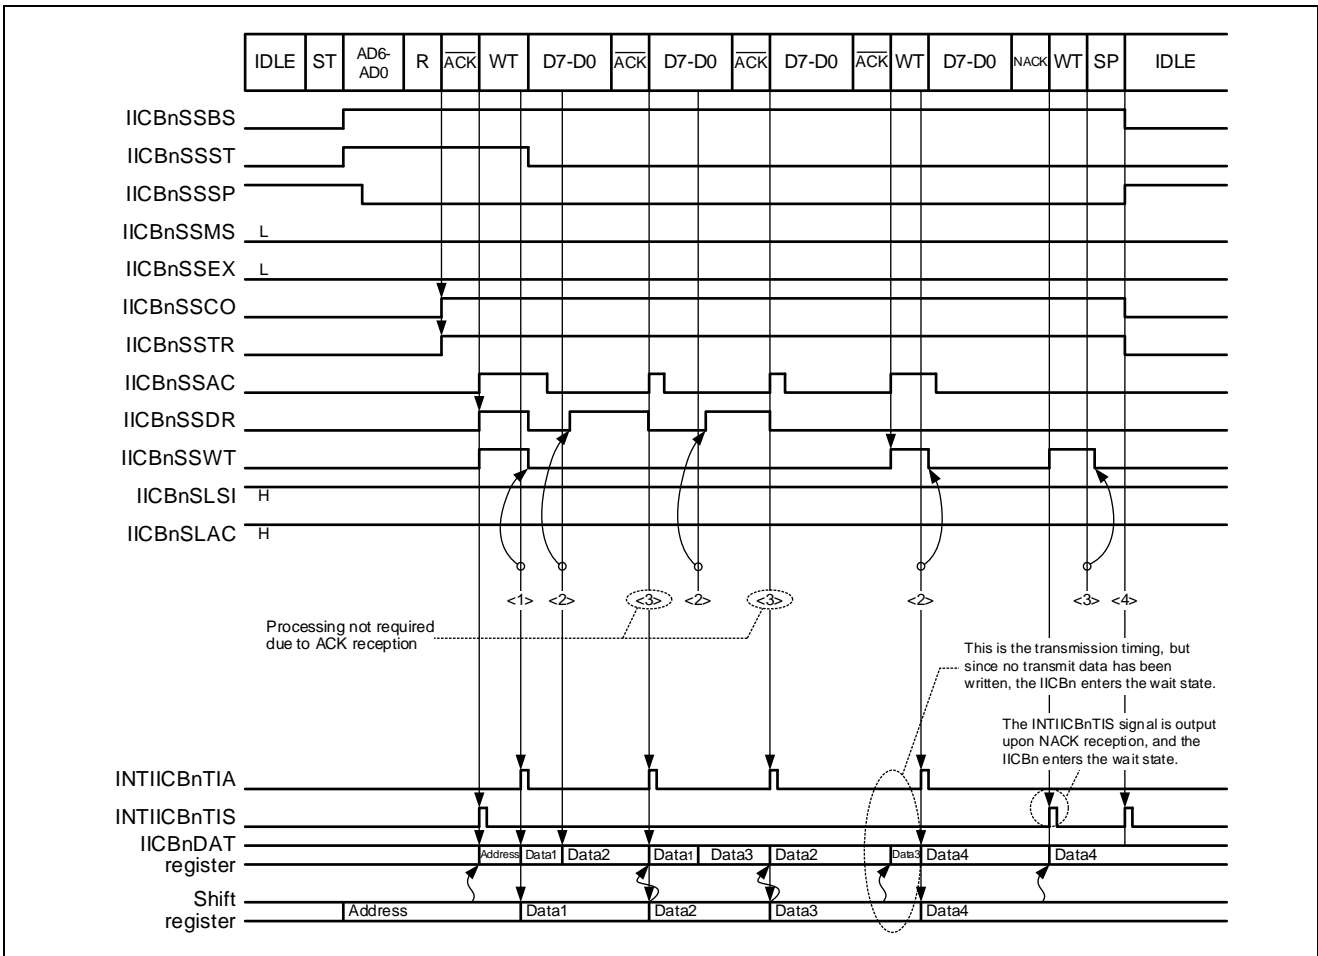 IDLE ST AD6-AD0 R ACK WT D7-D0 ACK D7-D0 ACK D7-D0 ACK WT D7-D0 NACK WT SP IDLE
IICBnSSBS
IICBnSSST
IICBnSSSP
IICBnSSMS L
IICBnSSEX L
IICBnSSCO
IICBnSSTR
IICBnSSAC
IICBnSSDR
IICBnSSWT
IICBnSLSI H
IICBnSLAC H
<1> <2> <3> <2> <3> <2> <3> <4>
Processing not required
due to ACK reception
This is the transmission timing, but
since no transmit data has been
written, the IICBn enters the wait state.
The INTIICBnTIS signal is output
upon NACK reception, and the
IICBn enters the wait state.
INTIICBnTIA
INTIICBnTIS
IICBnDAT
register
Address Data1 Data2 Data1 Data3 Data2 Data3 Data4 Data4
Shift
register
Address Data1 Data2 Data3 Data4